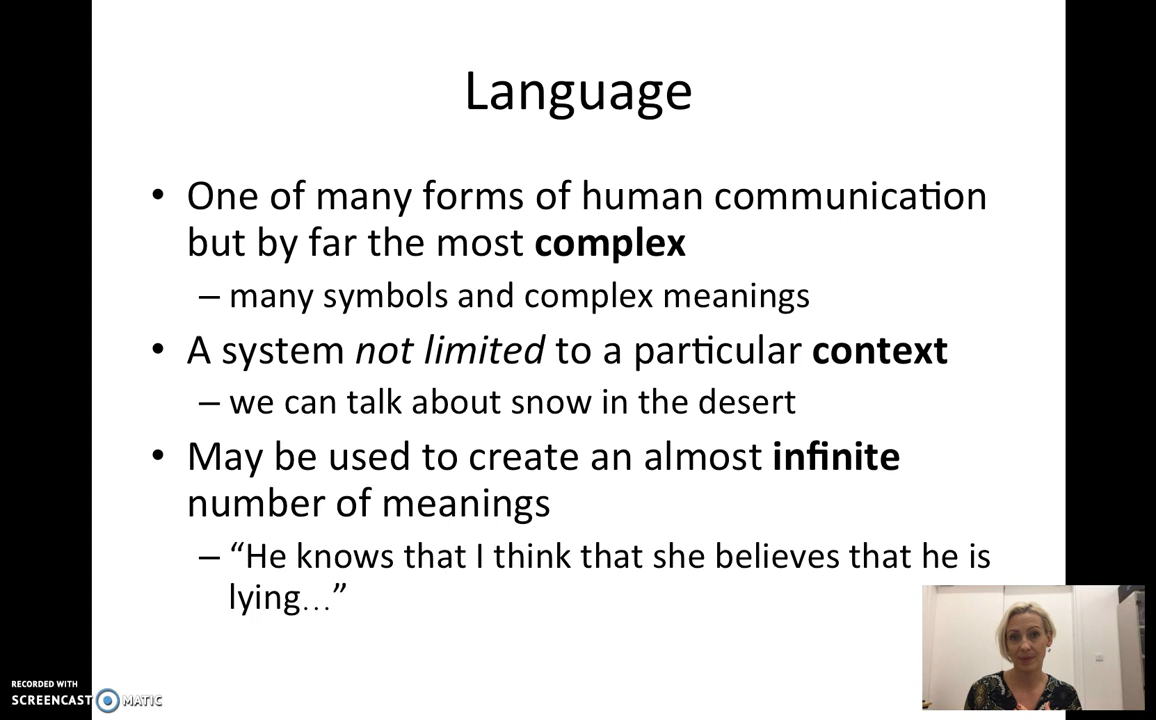 Language
• One of many forms of human communication
but by far the most complex
– many symbols and complex meanings
• A system not limited to a particular context
– we can talk about snow in the desert
• May be used to create an almost infinite
number of meanings
– “He knows that I think that she believes that he is
lying…”
RECORDED WITH
SCREENCAST MATIC